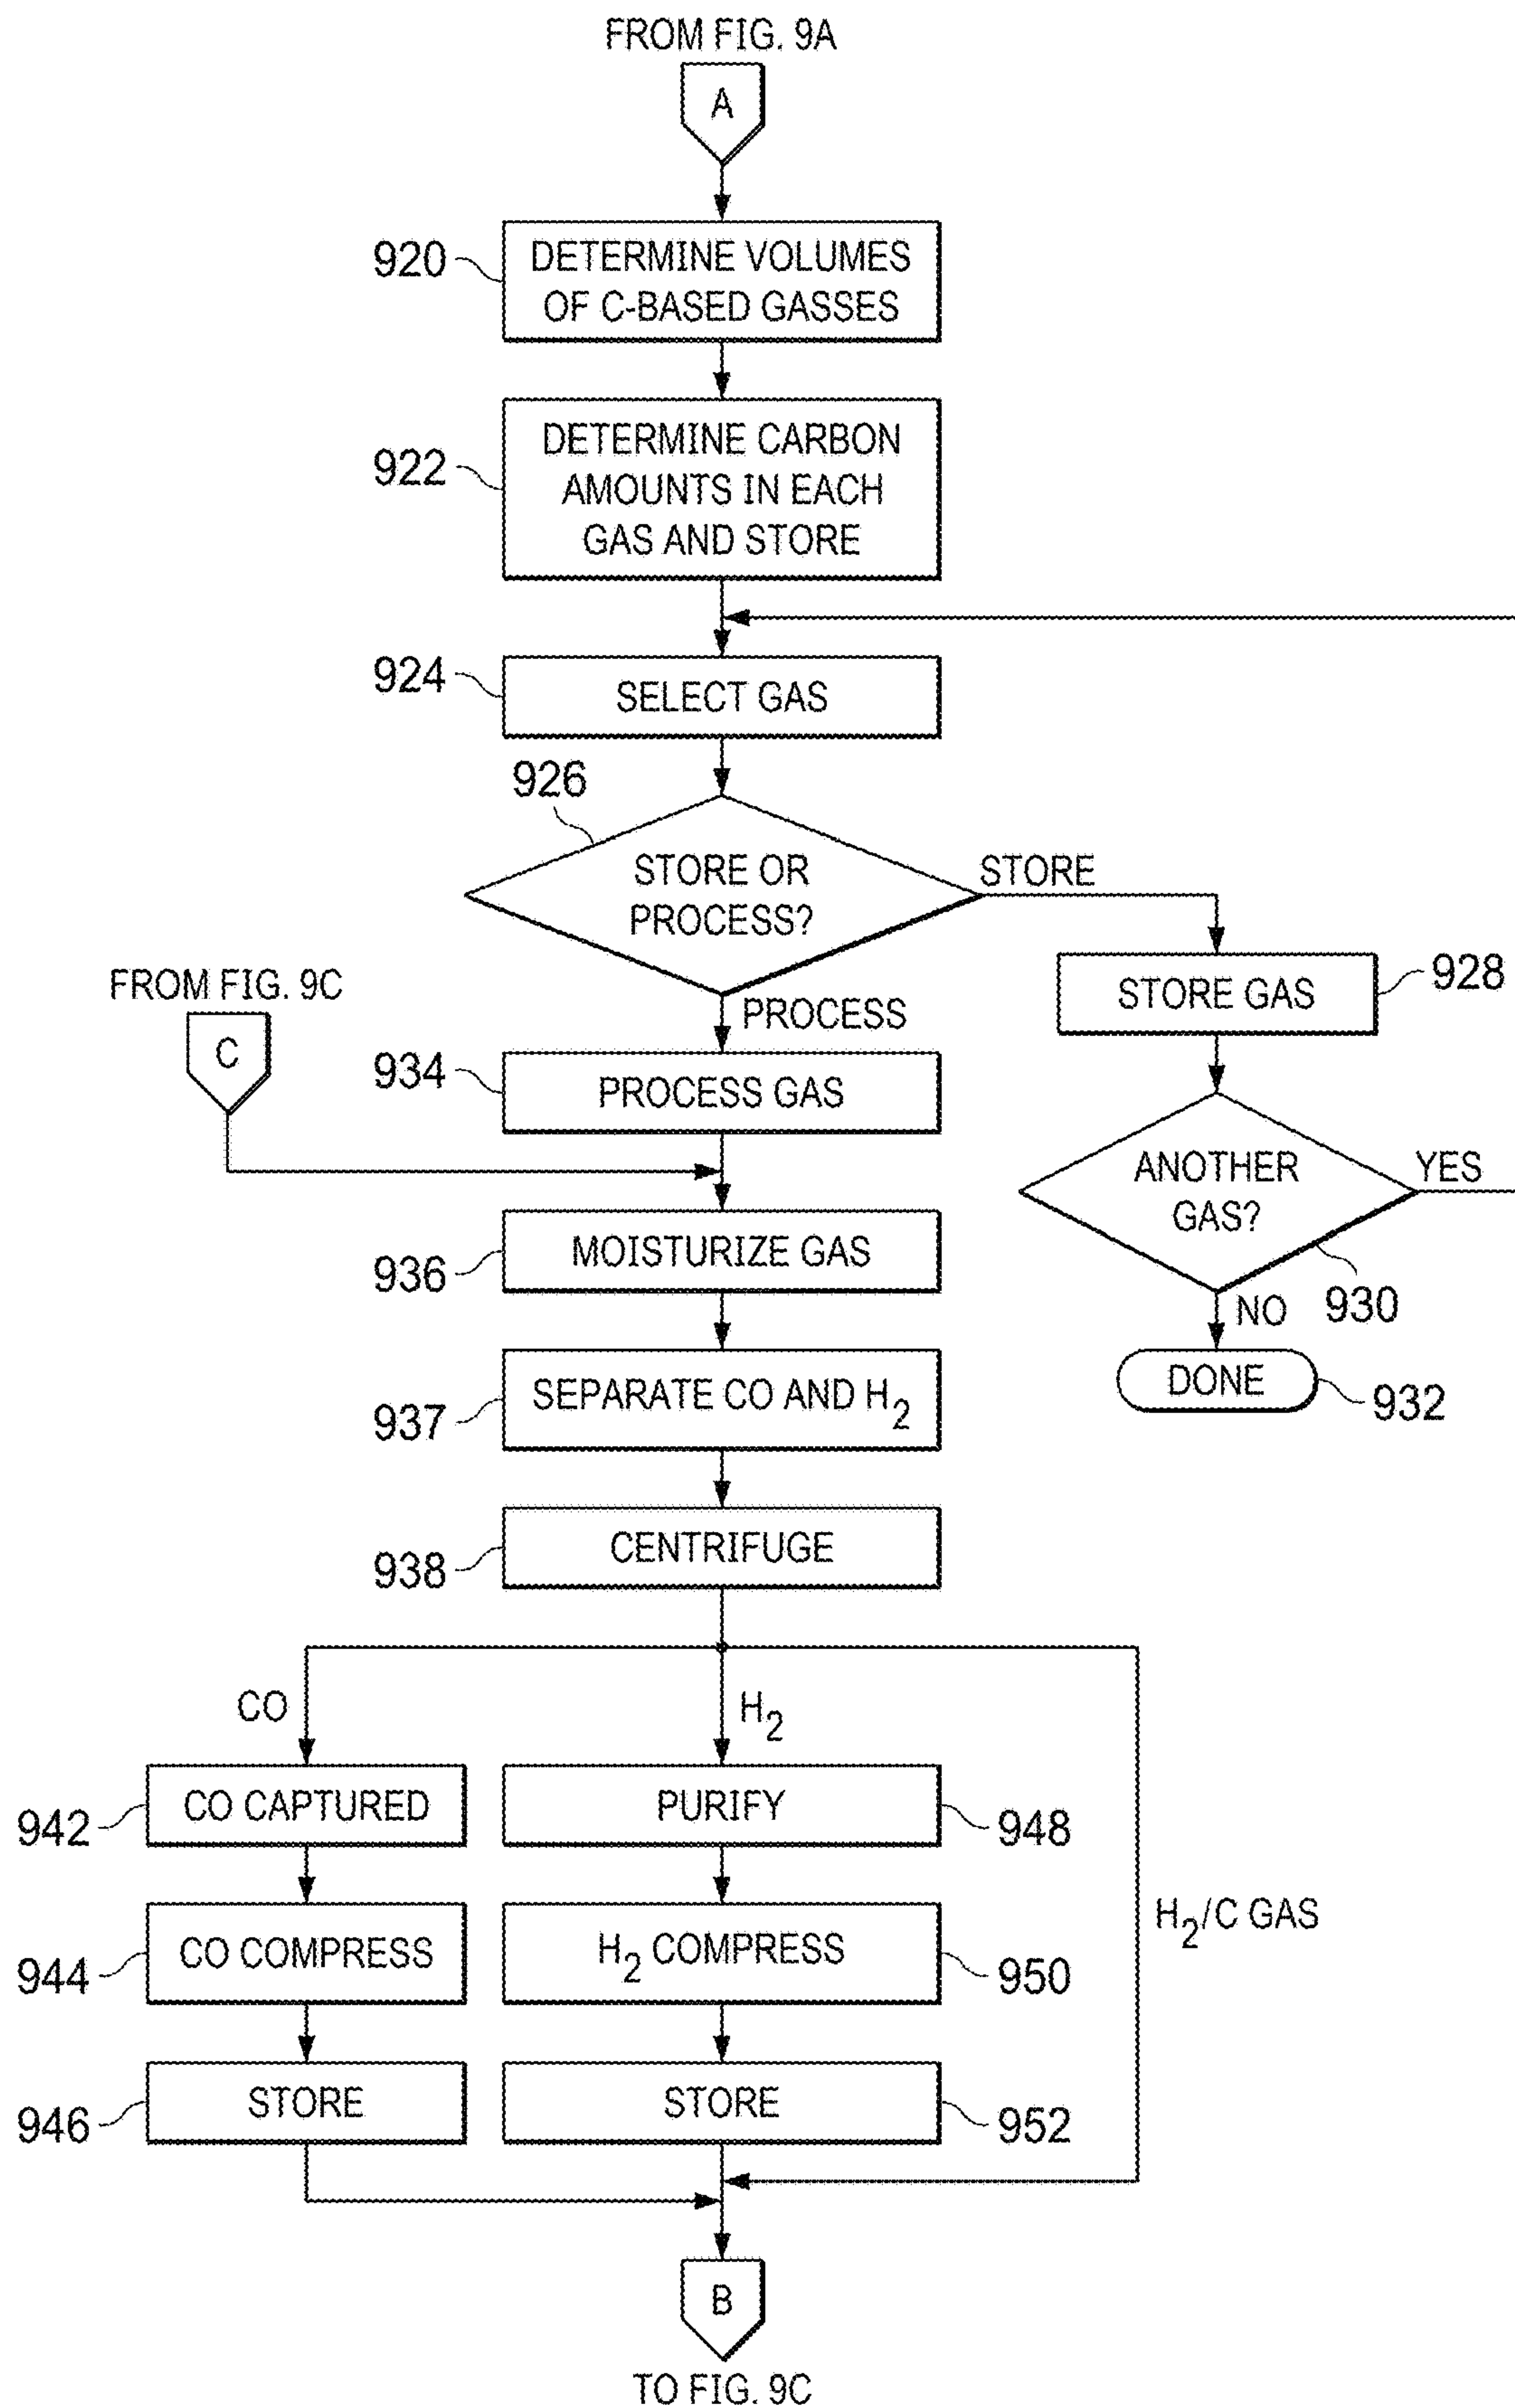 FROM FIG. 9A
A
920
DETERMINE VOLUMES
OF C-BASED GASSES
922
DETERMINE CARBON
AMOUNTS IN EACH
GAS AND STORE
924
SELECT GAS
926
STORE OR
PROCESS?
STORE
PROCESS
928
STORE GAS
FROM FIG. 9C
C
934
PROCESS GAS
ANOTHER
GAS?
YES
930
NO
936
MOISTURIZE GAS
937
SEPARATE CO AND H2
DONE
932
938
CENTRIFUGE
CO
H2
H2/C GAS
942
CO CAPTURED
PURIFY
948
944
CO COMPRESS
H2 COMPRESS
950
946
STORE
STORE
952
B
TO FIG. 9C